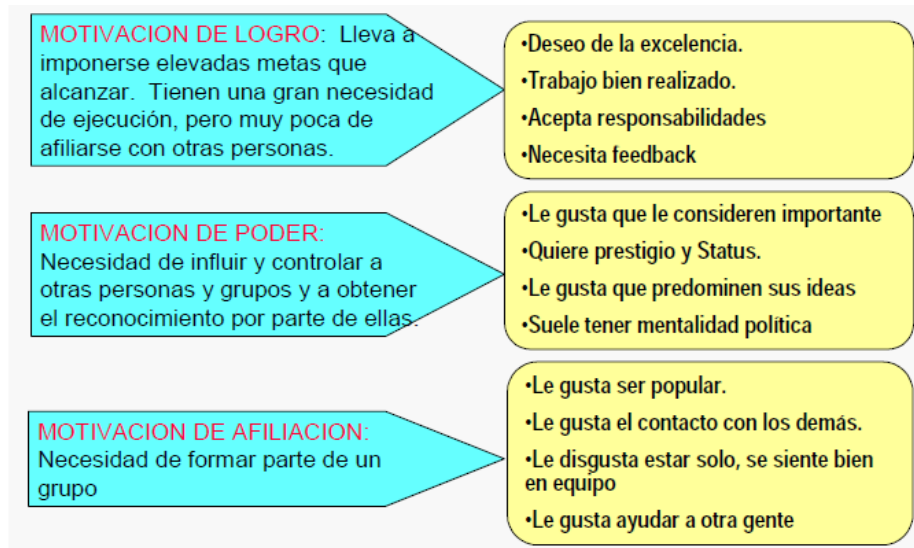 MOTIVACION DE LOGRO: Lleva a
imponerse elevadas metas que
alcanzar. Tienen una gran necesidad
de ejecución, pero muy poca de
afiliarse con otras personas.
•Deseo de la excelencia.
•Trabajo bien realizado.
•Acepta responsabilidades
•Necesita feedback
MOTIVACION DE PODER:
Necesidad de influir y controlar a
otras personas y grupos y a obtener
el reconocimiento por parte de ellas.
•Le gusta que le consideren importante
•Quiere prestigio y Status.
•Le gusta que predominen sus ideas
•Suele tener mentalidad política
MOTIVACION DE AFILIACION:
Necesidad de formar parte de un
grupo
•Le gusta ser popular.
•Le gusta el contacto con los demás.
•Le disgusta estar solo, se siente bien
en equipo
•Le gusta ayudar a otra gente